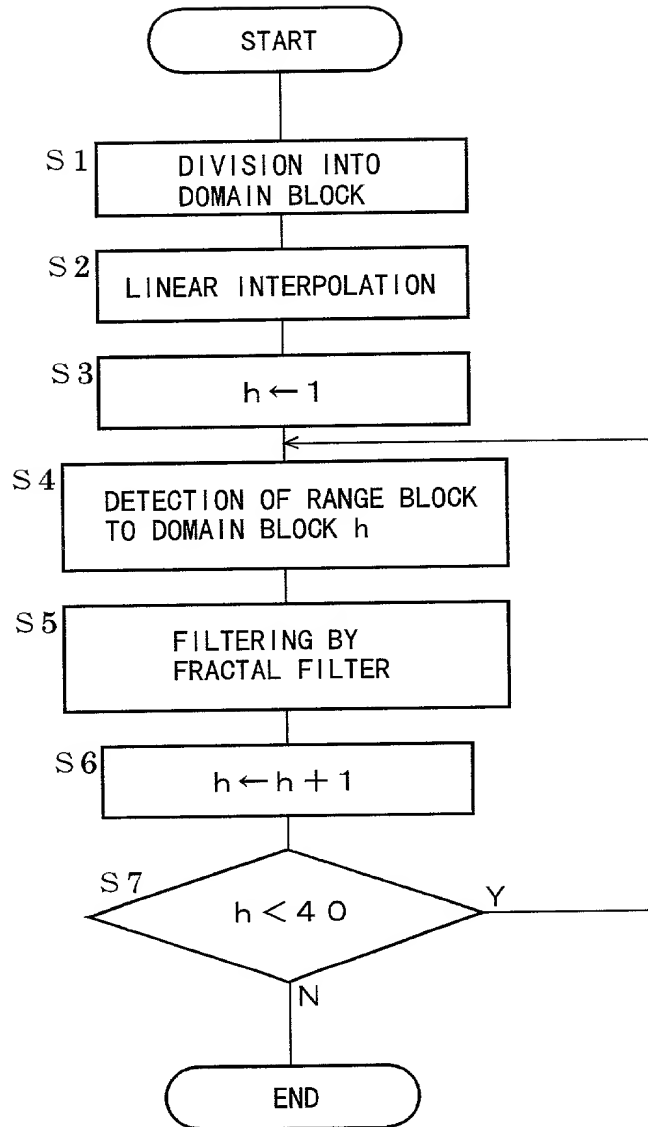 START
S1
DIVISION INTO
DOMAIN BLOCK
S2
LINEAR INTERPOLATION
S3
h←1
S4
DETECTION OF RANGE BLOCK
TO DOMAIN BLOCK h
S5
FILTERING BY
FRACTAL FILTER
S6
h←h+1
S7
h<40
Y
N
END